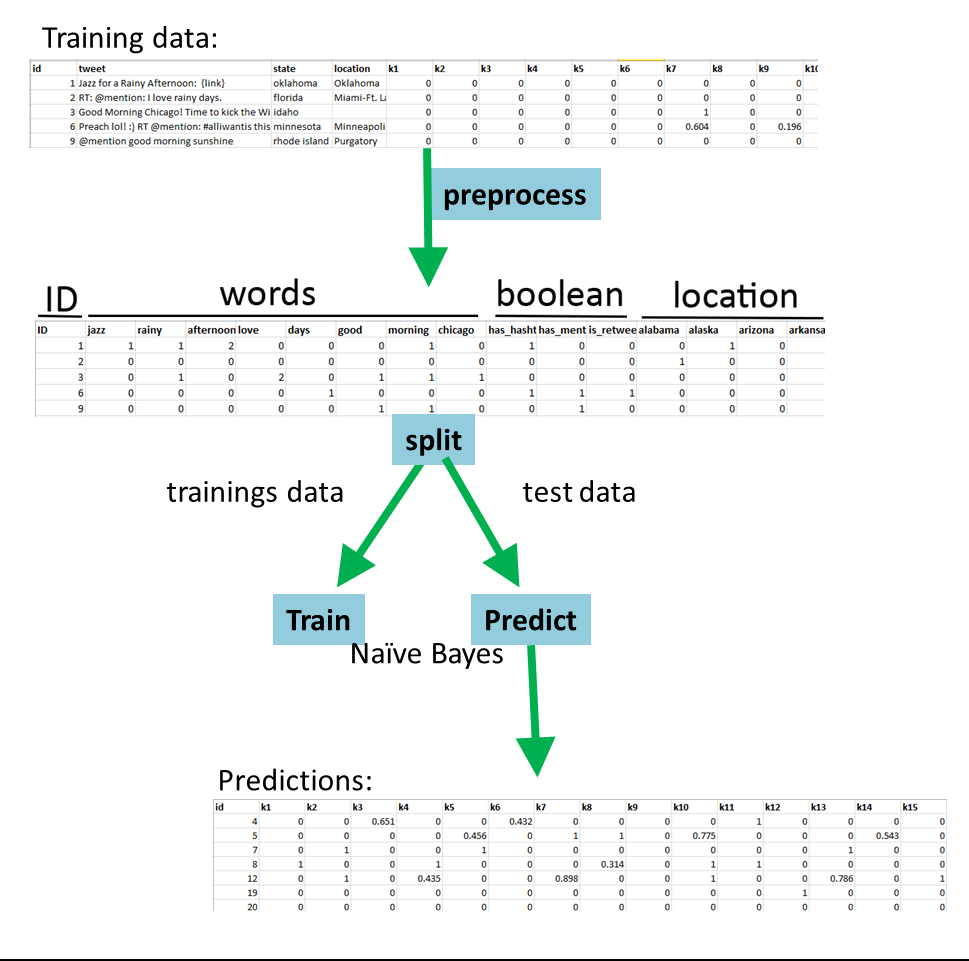 Training data:
id tweet state location k1 k2 k3 k4 k5 k6 k7 k8 k9 k10
1 Jazz for a Rainy Afternoon: {link} oklahoma Oklahoma 0 0 0 0 0 0 0 0 0
2 RT: @mention: I love rainy days. florida Miami-Ft. La 0 0 0 0 0 0 0 0 0
3 Good Morning Chicago! Time to kick the Wi idaho 0 0 0 0 0 0 1 0 0
6 Preach lol! :) RT @mention: #alliwantis this minnesota Minneapoli 0 0 0 0 0 0 0.604 0 0.196
9 @mention good morning sunshine rhode island Purgatory 0 0 0 0 0 0 0 0 0
preprocess
ID words boolean location
ID jazz rainy afternoon love days good morning chicago has_hasht has_ment is_retwee alabama alaska arizona arkansa
1 1 1 2 0 0 0 1 0 1 0 0 0 1 0
2 0 0 0 0 0 0 0 0 0 0 0 1 0 0
3 0 1 0 2 0 1 1 1 0 0 0 0 0 0
6 0 0 0 0 1 0 0 0 1 1 1 0 0 0
9 0 0 0 0 0 1 1 0 0 1 0 0 0 0
split
trainings data test data
Train Predict
Naïve Bayes
Predictions:
id k1 k2 k3 k4 k5 k6 k7 k8 k9 k10 k11 k12 k13 k14 k15
4 0 0 0.651 0 0 0.432 0 0 0 0 1 0 0 0 0
5 0 0 0 0 0.456 0 1 1 0 0.775 0 0 0 0.543 0
7 0 1 0 0 1 0 0 0 0 0 0 0 1 0 0
8 1 0 0 1 0 0 0 0.314 0 1 1 0 0 0 0
12 0 1 0 0.435 0 0 0.898 0 0 1 0 0 0.786 0 1
19 0 0 0 0 0 0 0 0 0 0 0 1 0 0 0
20 0 0 0 0 0 0 0 0 0 0 0 0 0 0 0